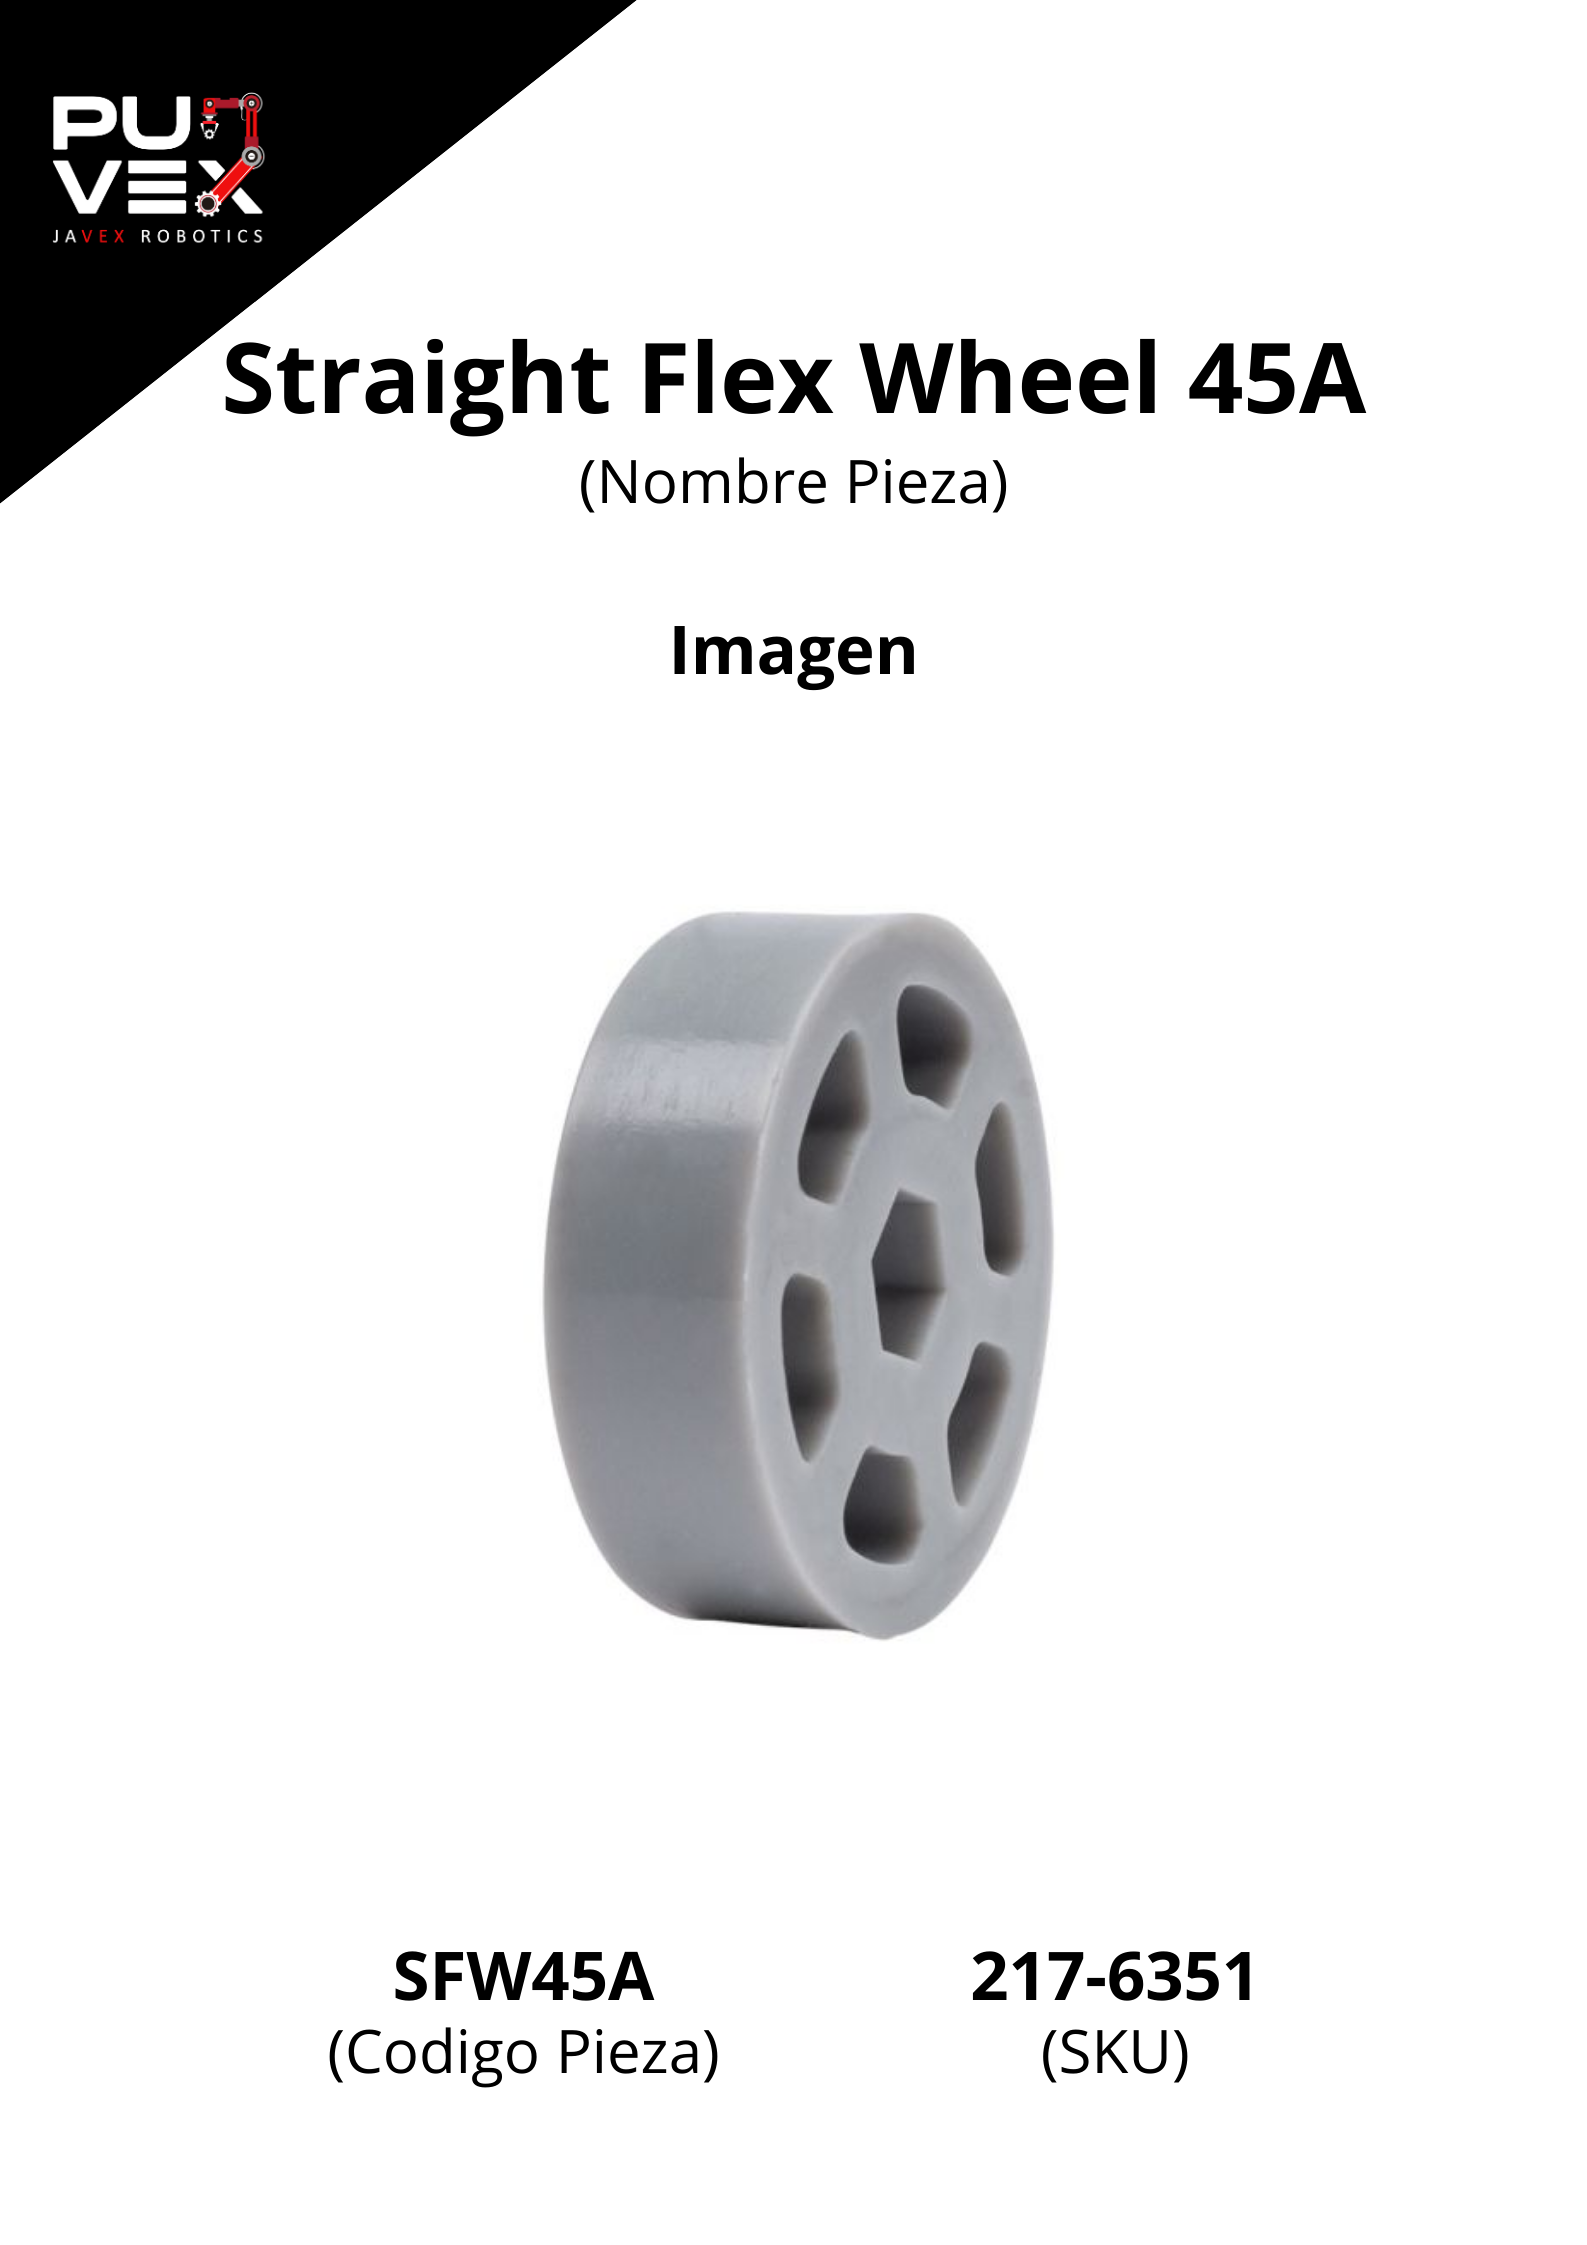 PU
VEX
JAVEX ROBOTICS
Straight Flex Wheel 45A
(Nombre Pieza)
Imagen
SFW45A
(Codigo Pieza)
217-6351
(SKU)